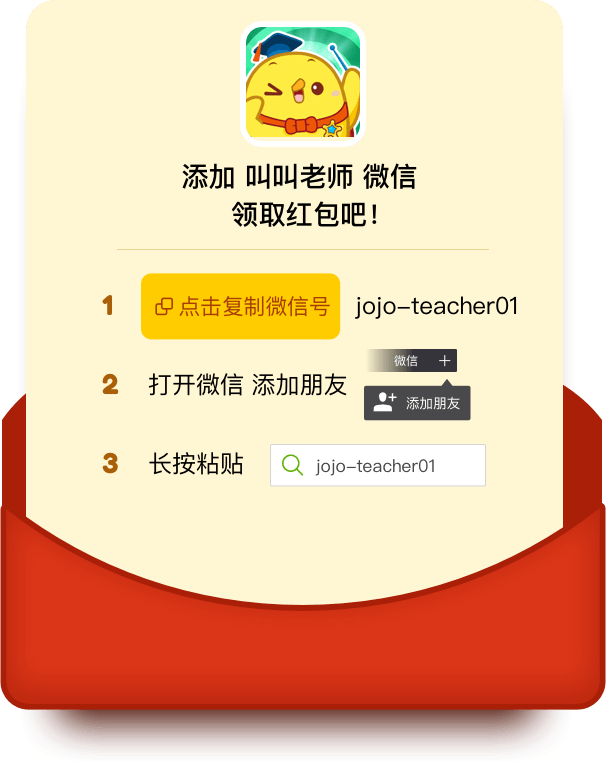 添加 叫叫老师 微信
领取红包吧！
1 点击复制微信号 jojo-teacher01
微信 +
2 打开微信 添加朋友
添加朋友
3 长按粘贴 jojo-teacher01